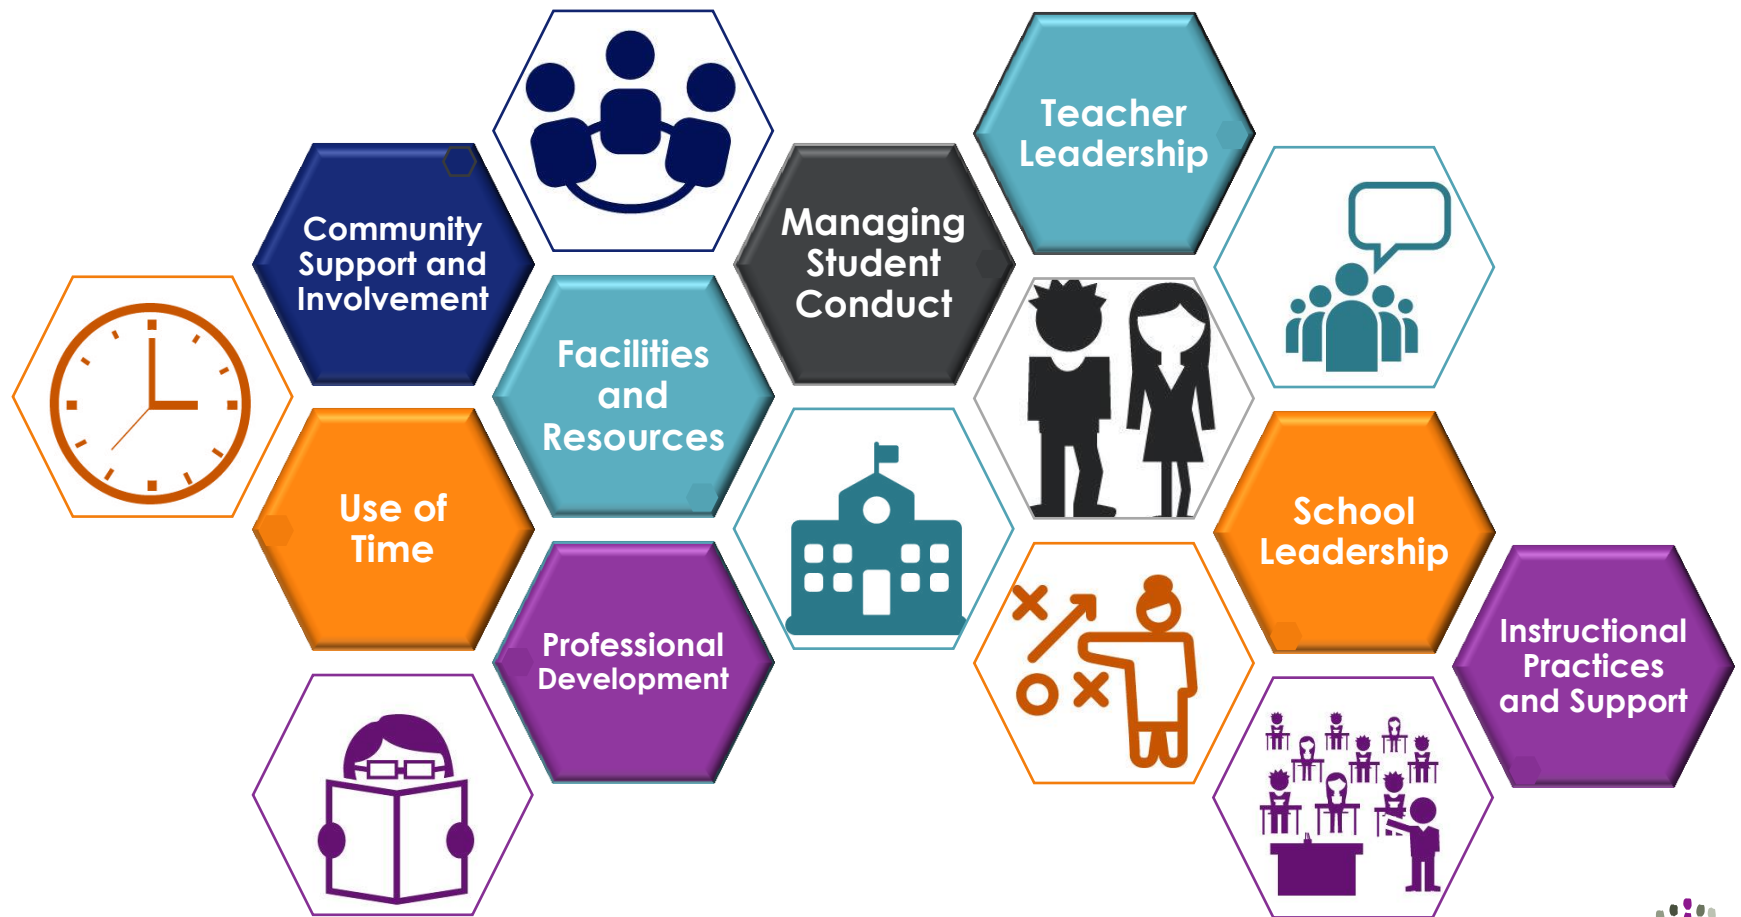 Teacher
Leadership
Community
Support and
Involvement
Managing
Student
Conduct
Facilities
and
Resources
Use of
Time
School
Leadership
Professional
Development
Instructional
Practices
and Support